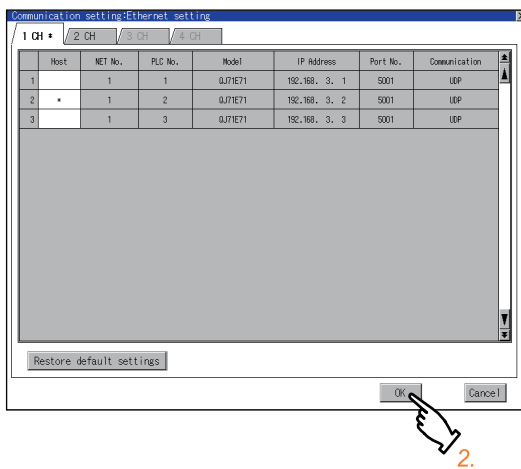 Communication setting:Ethernet setting
1 CH * 2 CH 3 CH 4 CH
Host NET No. PLC No. Model IP Address Port No. Communication
1 1 1 QJ71E71 192.168. 3. 1 5001 UDP
2 * 1 2 QJ71E71 192.168. 3. 2 5001 UDP
3 1 3 QJ71E71 192.168. 3. 3 5001 UDP
Restore default settings
OK Cancel
2.